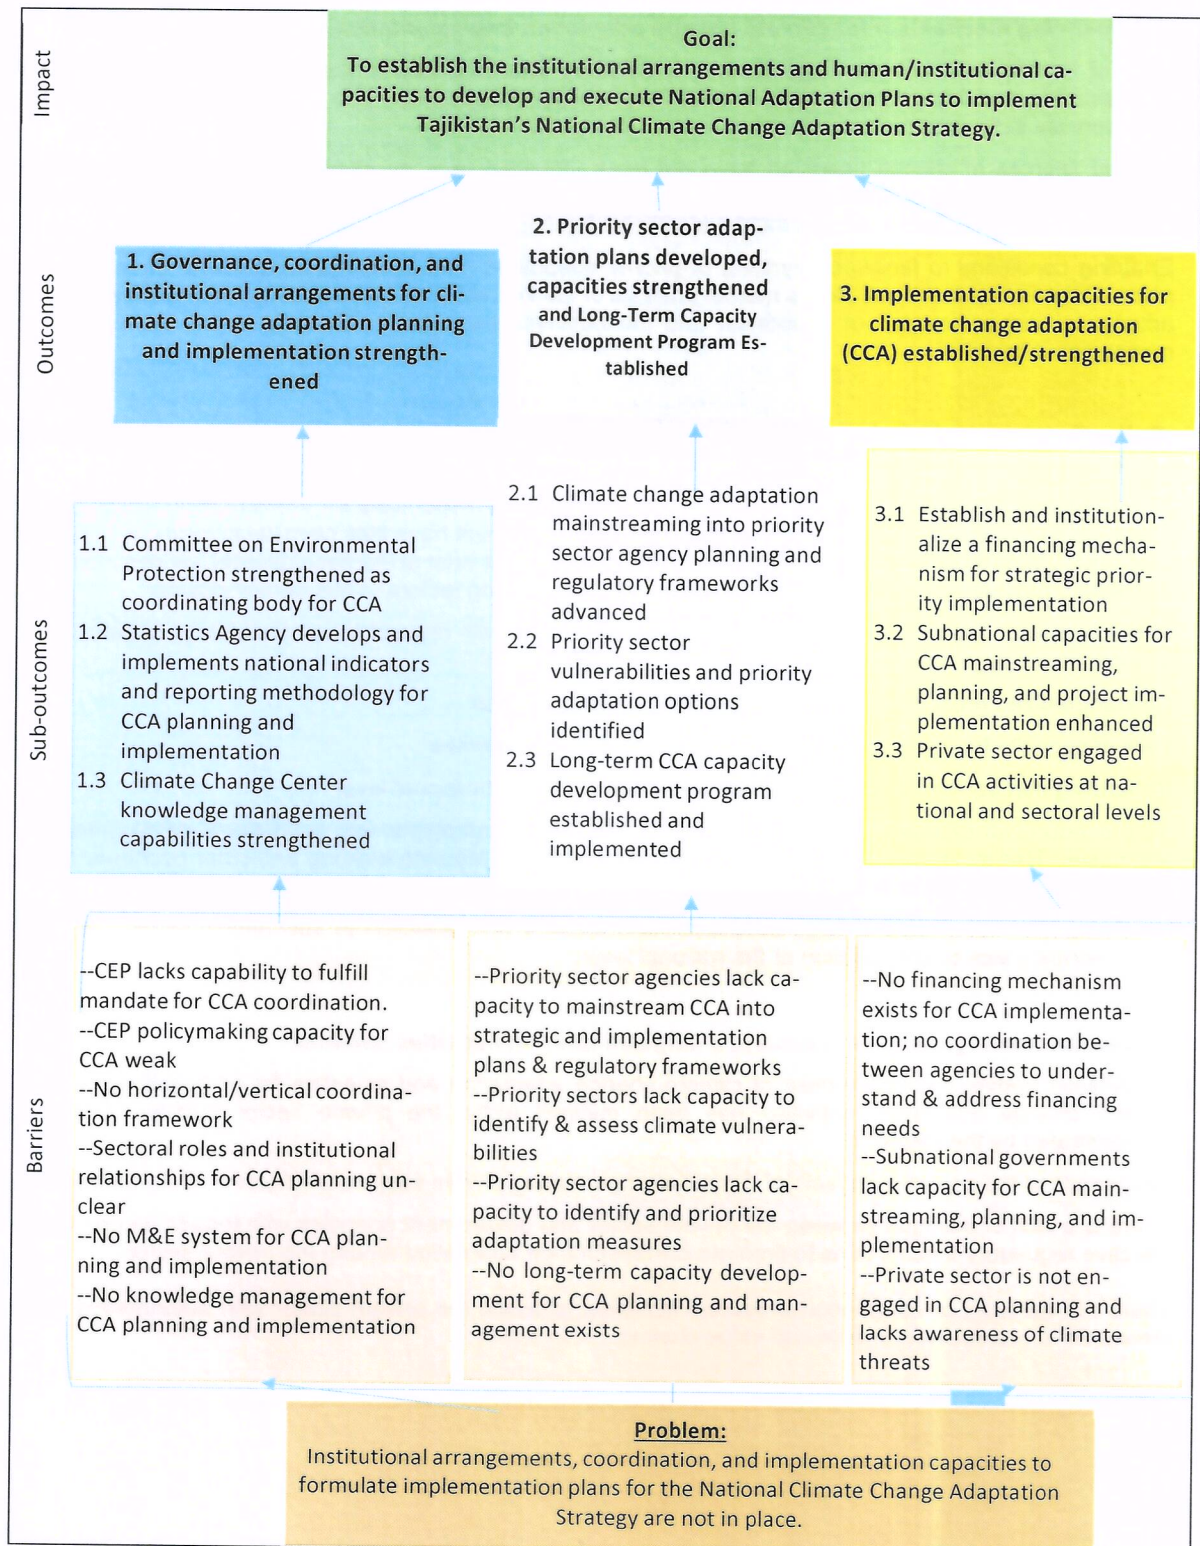 Impact
Goal:
To establish the institutional arrangements and human/institutional ca-
pacities to develop and execute National Adaptation Plans to implement
Tajikistan's National Climate Change Adaptation Strategy.
Outcomes
1. Governance, coordination, and
institutional arrangements for cli-
mate change adaptation planning
and implementation strength-
ened
2. Priority sector adap-
tation plans developed,
capacities strengthened
and Long-Term Capacity
Development Program Es-
tablished
3. Implementation capacities for
climate change adaptation
(CCA) established/strengthened
Sub-outcomes
1.1 Committee on Environmental
Protection strengthened as
coordinating body for CCA
1.2 Statistics Agency develops and
implements national indicators
and reporting methodology for
CCA planning and
implementation
1.3 Climate Change Center
knowledge management
capabilities strengthened
2.1 Climate change adaptation
mainstreaming into priority
sector agency planning and
regulatory frameworks
advanced
2.2 Priority sector
vulnerabilities and priority
adaptation options
identified
2.3 Long-term CCA capacity
development program
established and
implemented
3.1 Establish and institution-
alize a financing mecha-
nism for strategic prior-
ity implementation
3.2 Subnational capacities for
CCA mainstreaming,
planning, and project im-
plementation enhanced
3.3 Private sector engaged
in CCA activities at na-
tional and sectoral levels
Barriers
--CEP lacks capability to fulfill
mandate for CCA coordination.
--CEP policymaking capacity for
CCA weak
--No horizontal/vertical coordina-
tion framework
--Sectoral roles and institutional
relationships for CCA planning un-
clear
--No M&E system for CCA plan-
ning and implementation
--No knowledge management for
CCA planning and implementation
--Priority sector agencies lack ca-
pacity to mainstream CCA into
strategic and implementation
plans & regulatory frameworks
--Priority sectors lack capacity to
identify & assess climate vulnera-
bilities
--Priority sector agencies lack ca-
pacity to identify and prioritize
adaptation measures
--No long-term capacity develop-
ment for CCA planning and man-
agement exists
--No financing mechanism
exists for CCA implementa-
tion; no coordination be-
tween agencies to under-
stand & address financing
needs
--Subnational governments
lack capacity for CCA main-
streaming, planning, and im-
plementation
--Private sector is not en-
gaged in CCA planning and
lacks awareness of climate
threats
Problem:
Institutional arrangements, coordination, and implementation capacities to
formulate implementation plans for the National Climate Change Adaptation
Strategy are not in place.